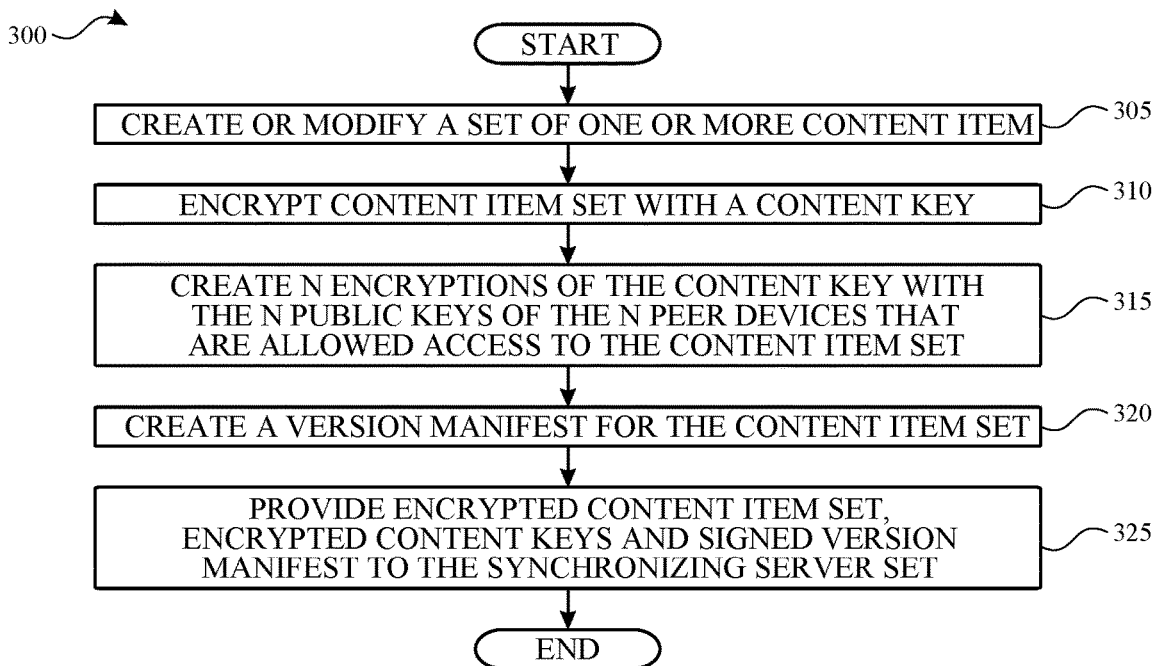 300
START
CREATE OR MODIFY A SET OF ONE OR MORE CONTENT ITEM
305
ENCRYPT CONTENT ITEM SET WITH A CONTENT KEY
310
CREATE N ENCRYPTIONS OF THE CONTENT KEY WITH
THE N PUBLIC KEYS OF THE N PEER DEVICES THAT
ARE ALLOWED ACCESS TO THE CONTENT ITEM SET
315
CREATE A VERSION MANIFEST FOR THE CONTENT ITEM SET
320
PROVIDE ENCRYPTED CONTENT ITEM SET,
ENCRYPTED CONTENT KEYS AND SIGNED VERSION
MANIFEST TO THE SYNCHRONIZING SERVER SET
325
END